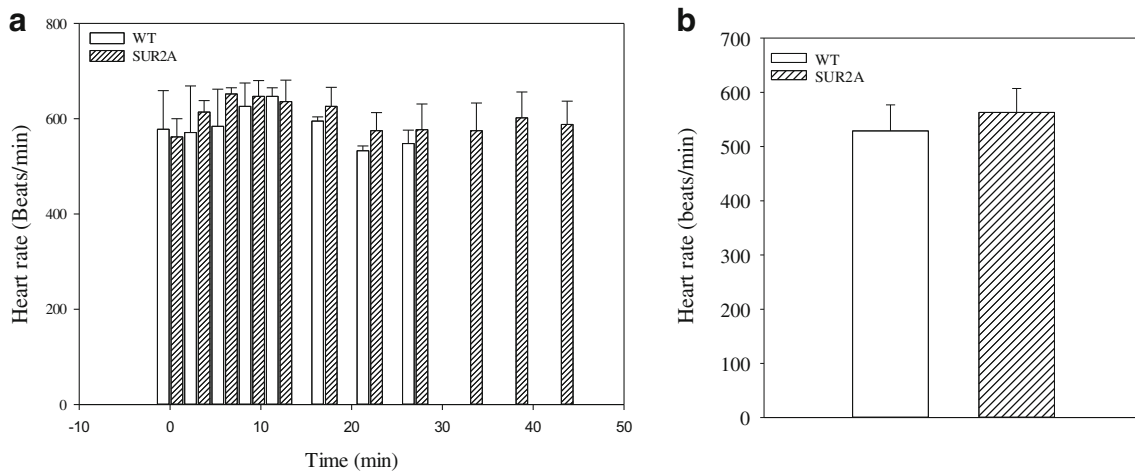 a
800
WT
SUR2A
600
400
200
0
Heart rate (Beats/min)
-10 0 10 20 30 40 50
Time (min)
b
700
WT
SUR2A
600
500
400
300
200
100
0
Heart rate (beats/min)